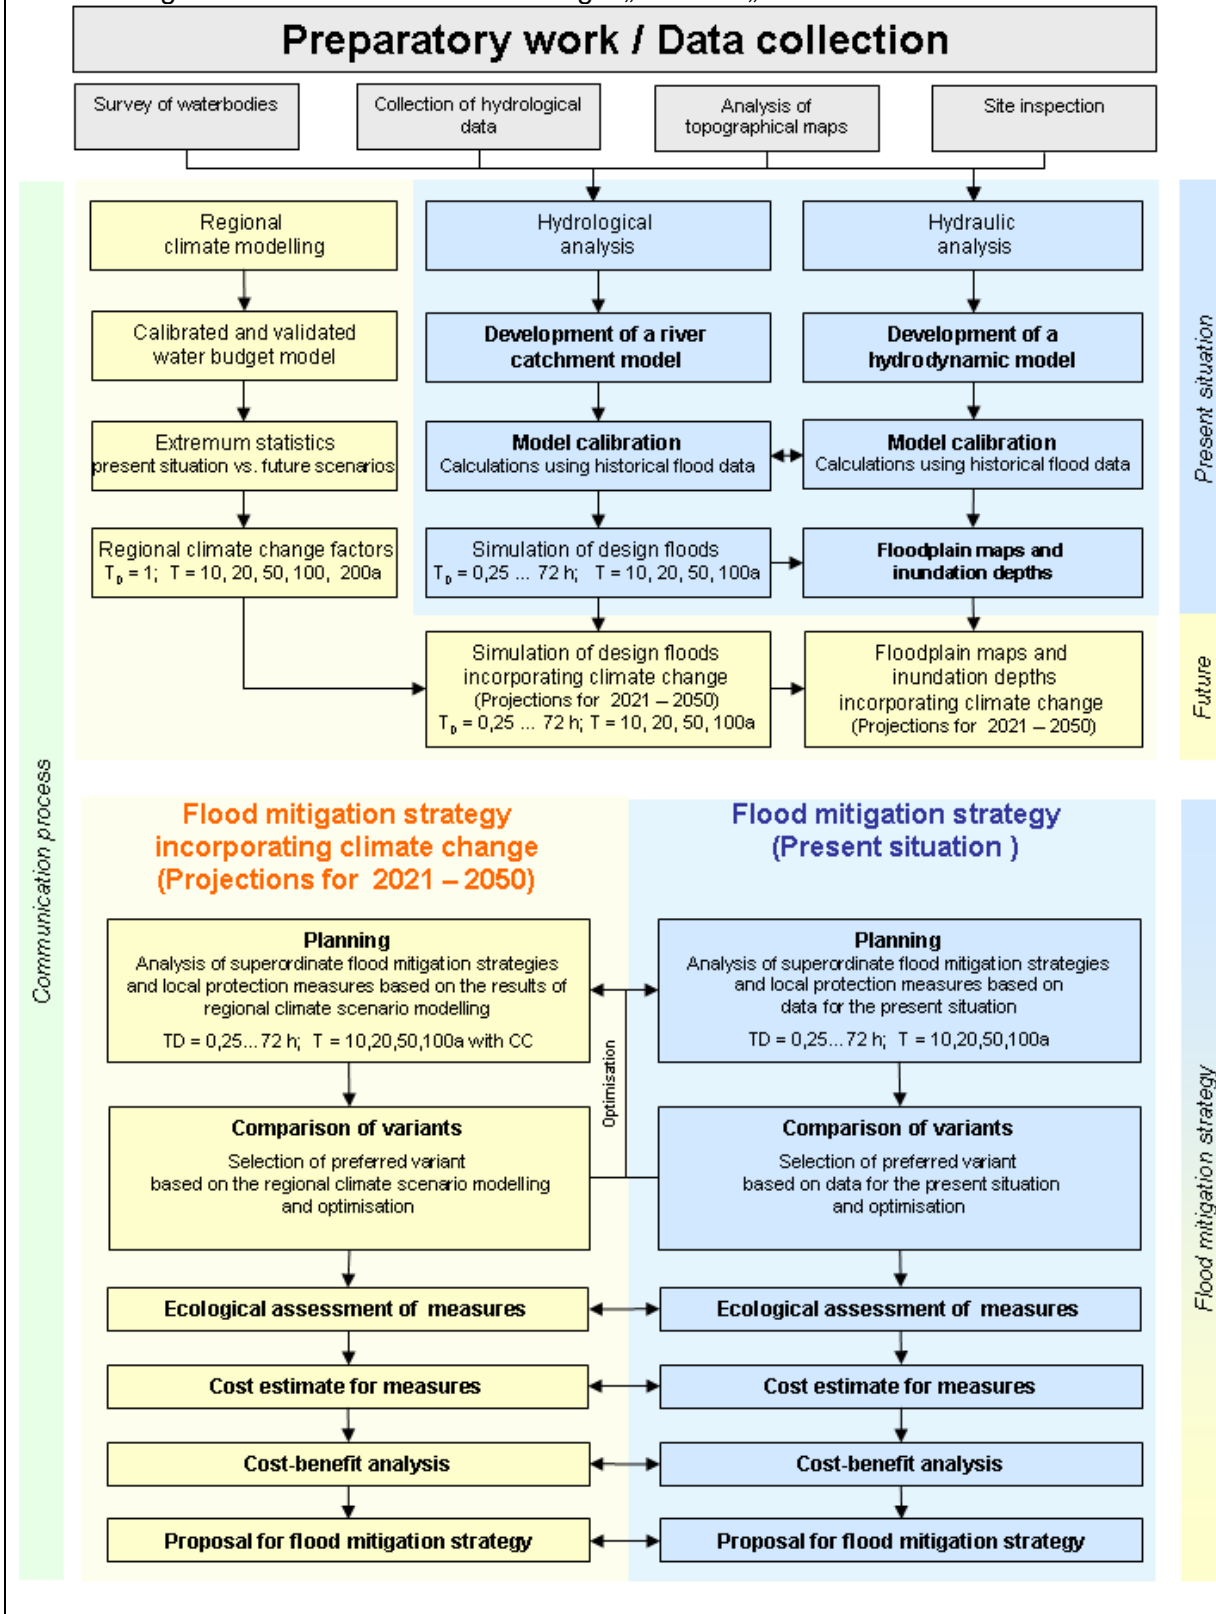 Preparatory work / Data collection
Survey of waterbodies
Collection of hydrological
data
Analysis of
topographical maps
Site inspection
Regional
climate modelling
Hydrological
analysis
Hydraulic
analysis
Calibrated and validated
water budget model
Development of a river
catchment model
Development of a
hydrodynamic model
Extremum statistics
present situation vs. future scenarios
Model calibration
Calculations using historical flood data
Model calibration
Calculations using historical flood data
Regional climate change factors
T_D = 1; T = 10, 20, 50, 100, 200a
Simulation of design floods
T_D = 0,25 ... 72 h; T = 10, 20, 50, 100a
Floodplain maps and
inundation depths
Simulation of design floods
incorporating climate change
(Projections for 2021 – 2050)
T_D = 0,25 ... 72 h; T = 10, 20, 50, 100a
Floodplain maps and
inundation depths
incorporating climate change
(Projections for 2021 – 2050)
Present situation
Future
Communication process
Flood mitigation strategy
incorporating climate change
(Projections for 2021 – 2050)
Flood mitigation strategy
(Present situation )
Planning
Analysis of superordinate flood mitigation strategies
and local protection measures based on the results of
regional climate scenario modelling
TD = 0,25... 72 h; T = 10,20,50,100a with CC
Planning
Analysis of superordinate flood mitigation strategies
and local protection measures based on
data for the present situation
TD = 0,25... 72 h; T = 10,20,50,100a
Optimisation
Comparison of variants
Selection of preferred variant
based on the regional climate scenario modelling
and optimisation
Comparison of variants
Selection of preferred variant
based on data for the present situation
and optimisation
Ecological assessment of measures
Ecological assessment of measures
Cost estimate for measures
Cost estimate for measures
Cost-benefit analysis
Cost-benefit analysis
Proposal for flood mitigation strategy
Proposal for flood mitigation strategy
Flood mitigation strategy